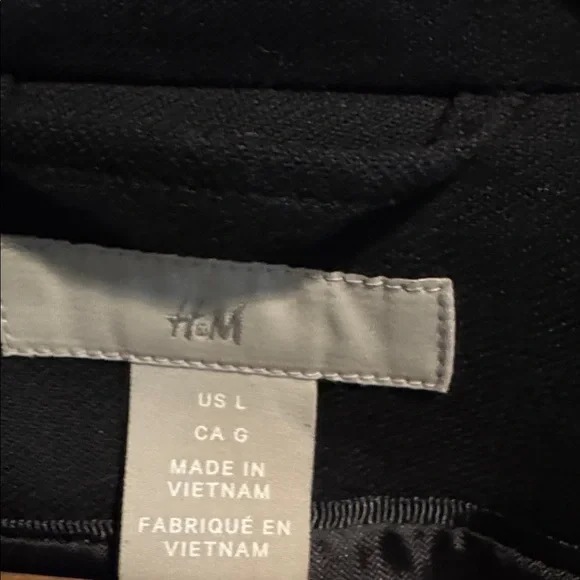 H&M
US L
CA G
MADE IN
VIETNAM
FABRIQUÉ EN
VIETNAM